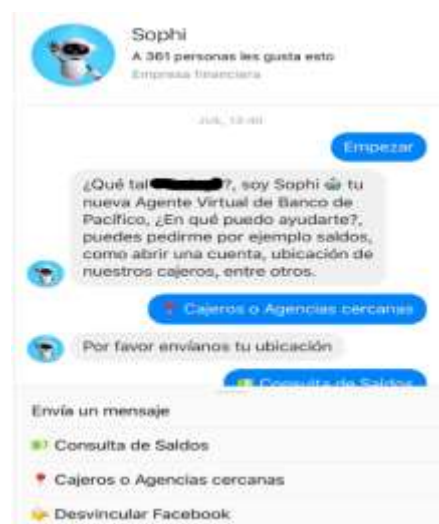 Sophi
A 361 personas les gusta esto
Empresa financiera
JUE, 13:40
Empezar
¿Qué tal ?, soy Sophi 🤖 tu
nueva Agente Virtual de Banco de
Pacífico, ¿En qué puedo ayudarte?,
puedes pedirme por ejemplo saldos,
como abrir una cuenta, ubicación de
nuestros cajeros, entre otros.
📍 Cajeros o Agencias cercanas
Por favor envíanos tu ubicación
💵 Consulta de Saldos
Envía un mensaje
💵 Consulta de Saldos
📍 Cajeros o Agencias cercanas
🤝 Desvincular Facebook